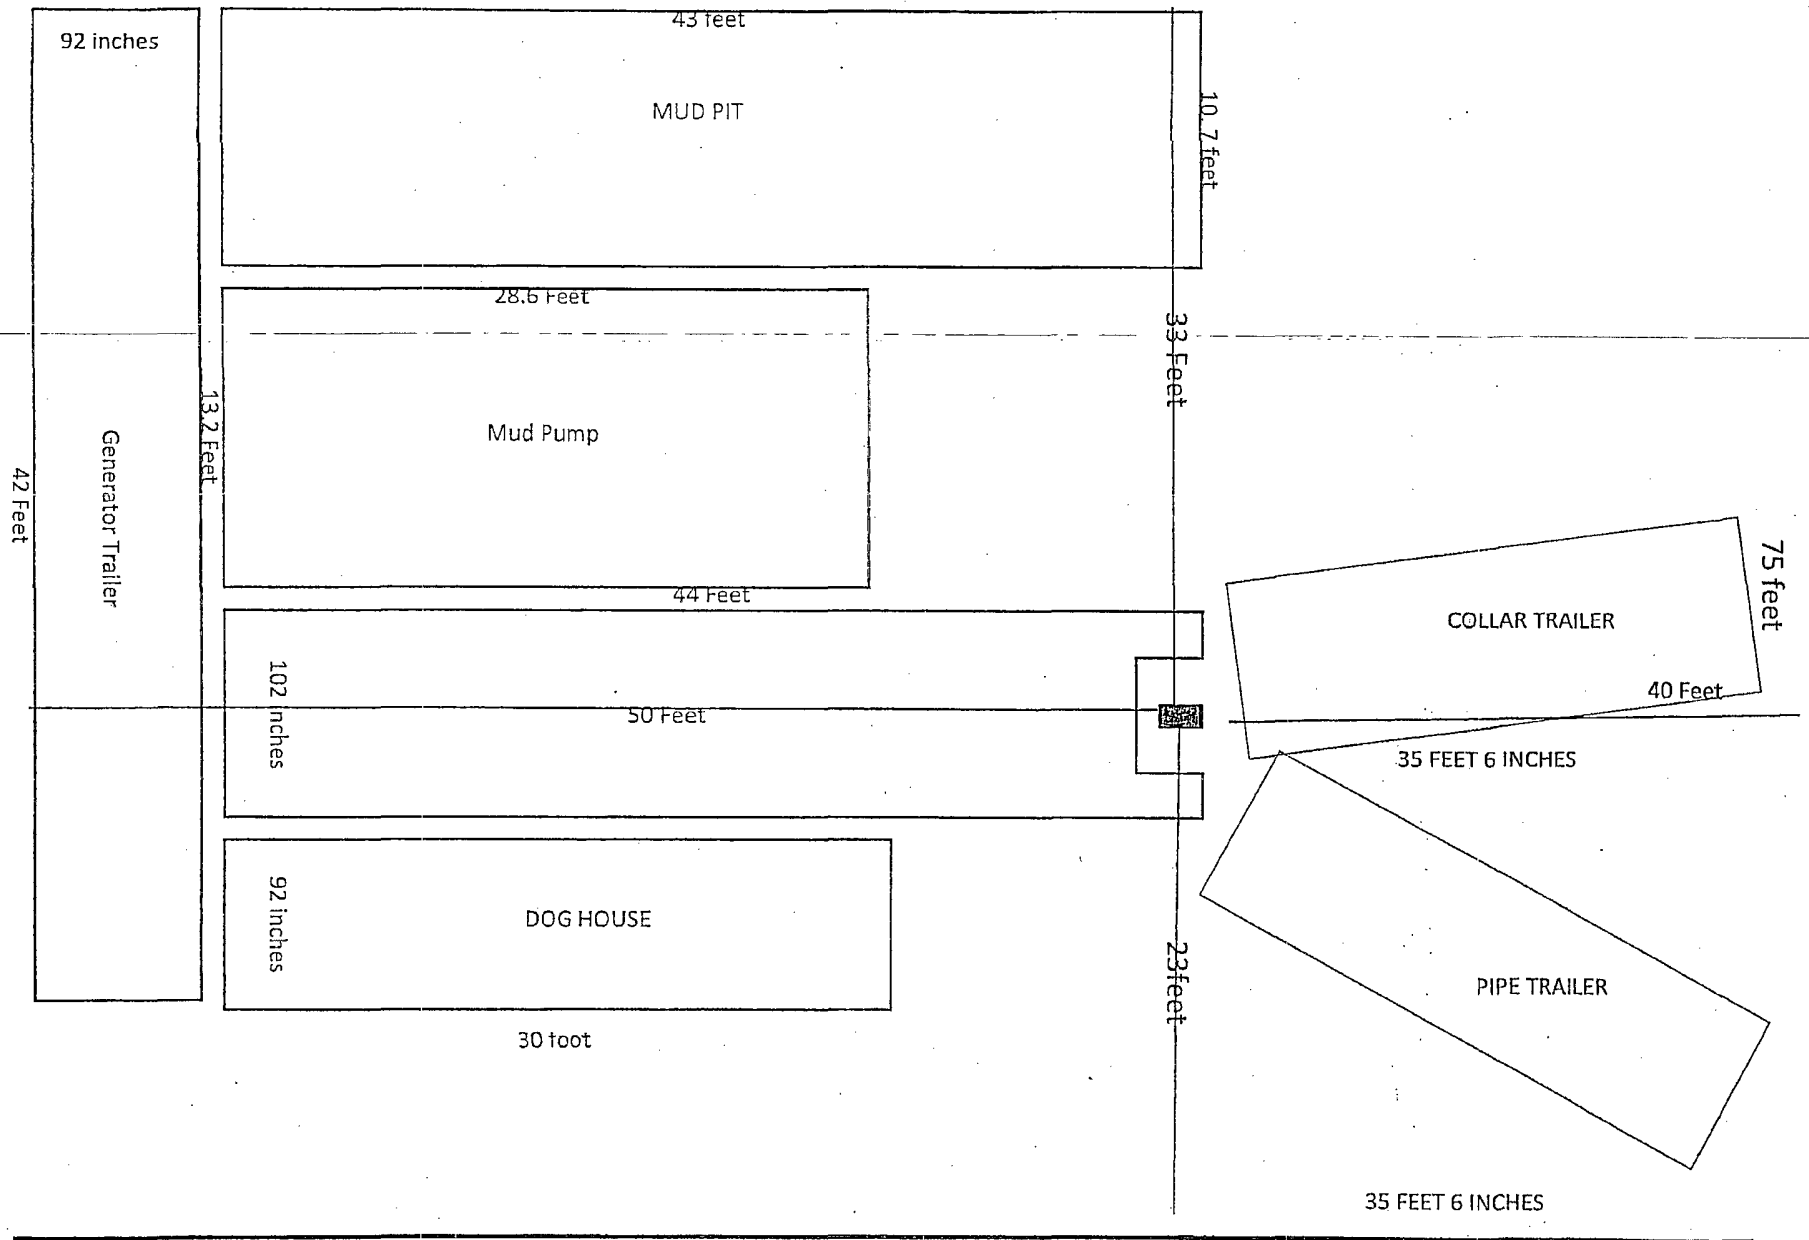 43 feet
92 inches
MUD PIT
10.7 feet
28.6 Feet
33 Feet
13.2 Feet
Mud Pump
Generator Trailer
42 Feet
75 feet
44 Feet
COLLAR TRAILER
102 inches
40 Feet
50 Feet
35 FEET 6 INCHES
92 inches
DOG HOUSE
23feet
PIPE TRAILER
30 foot
35 FEET 6 INCHES